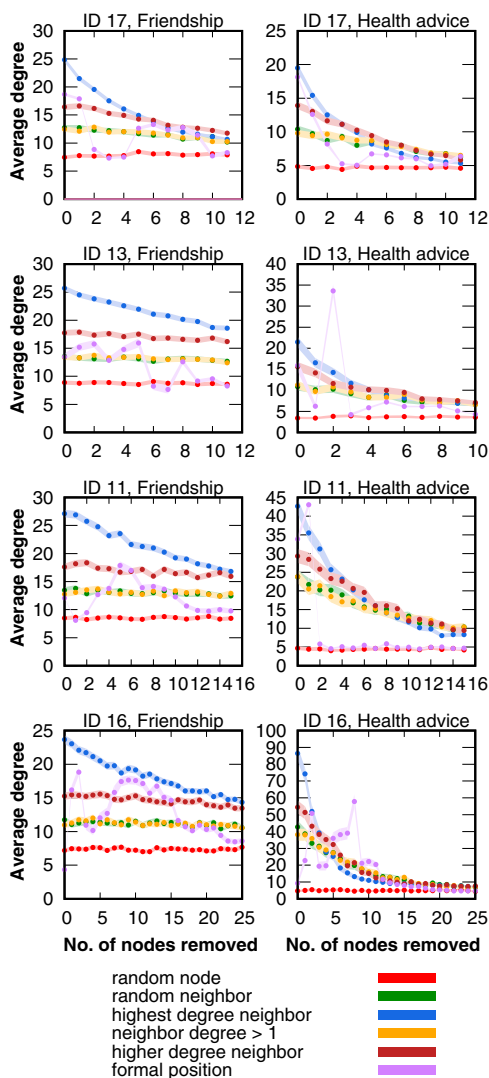 ID 17, Friendship
ID 17, Health advice
Average degree
30
25
20
15
10
5
0
0 2 4 6 8 10 12
25
20
15
10
5
0
0 2 4 6 8 10 12
ID 13, Friendship
ID 13, Health advice
Average degree
30
25
20
15
10
5
0
0 2 4 6 8 10 12
40
35
30
25
20
15
10
5
0
0 2 4 6 8 10
ID 11, Friendship
ID 11, Health advice
Average degree
30
25
20
15
10
5
0
0 2 4 6 8 10 12 14 16
45
40
35
30
25
20
15
10
5
0
0 2 4 6 8 10 12 14 16
ID 16, Friendship
ID 16, Health advice
Average degree
25
20
15
10
5
0
0 5 10 15 20 25
100
90
80
70
60
50
40
30
20
10
0
0 5 10 15 20 25
No. of nodes removed
No. of nodes removed
random node
random neighbor
highest degree neighbor
neighbor degree > 1
higher degree neighbor
formal position